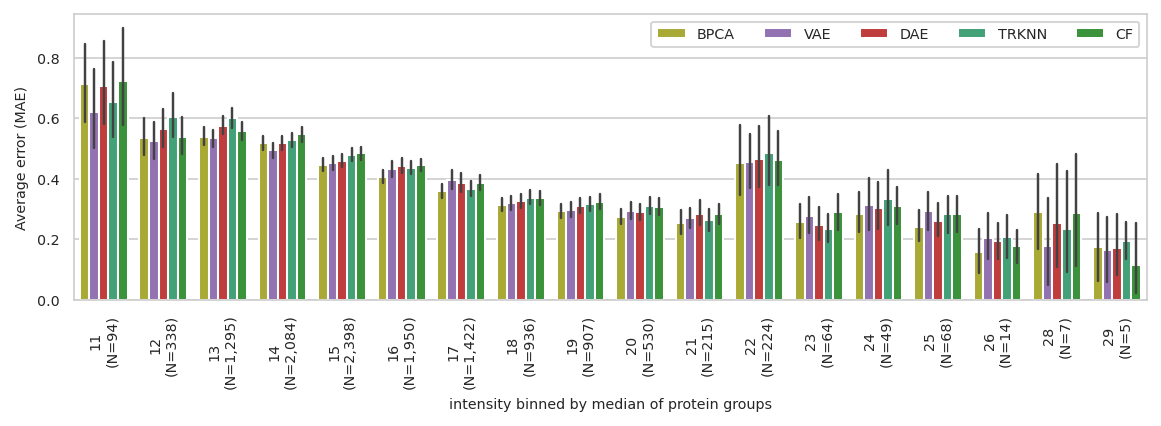 BPCA VAE DAE TRKNN CF
Average error (MAE)
0.8
0.6
0.4
0.2
0.0
11
(N=94)
12
(N=338)
13
(N=1,295)
14
(N=2,084)
15
(N=2,398)
16
(N=1,950)
17
(N=1,422)
18
(N=936)
19
(N=907)
20
(N=530)
21
(N=215)
22
(N=224)
23
(N=64)
24
(N=49)
25
(N=68)
26
(N=14)
28
(N=7)
29
(N=5)
intensity binned by median of protein groups